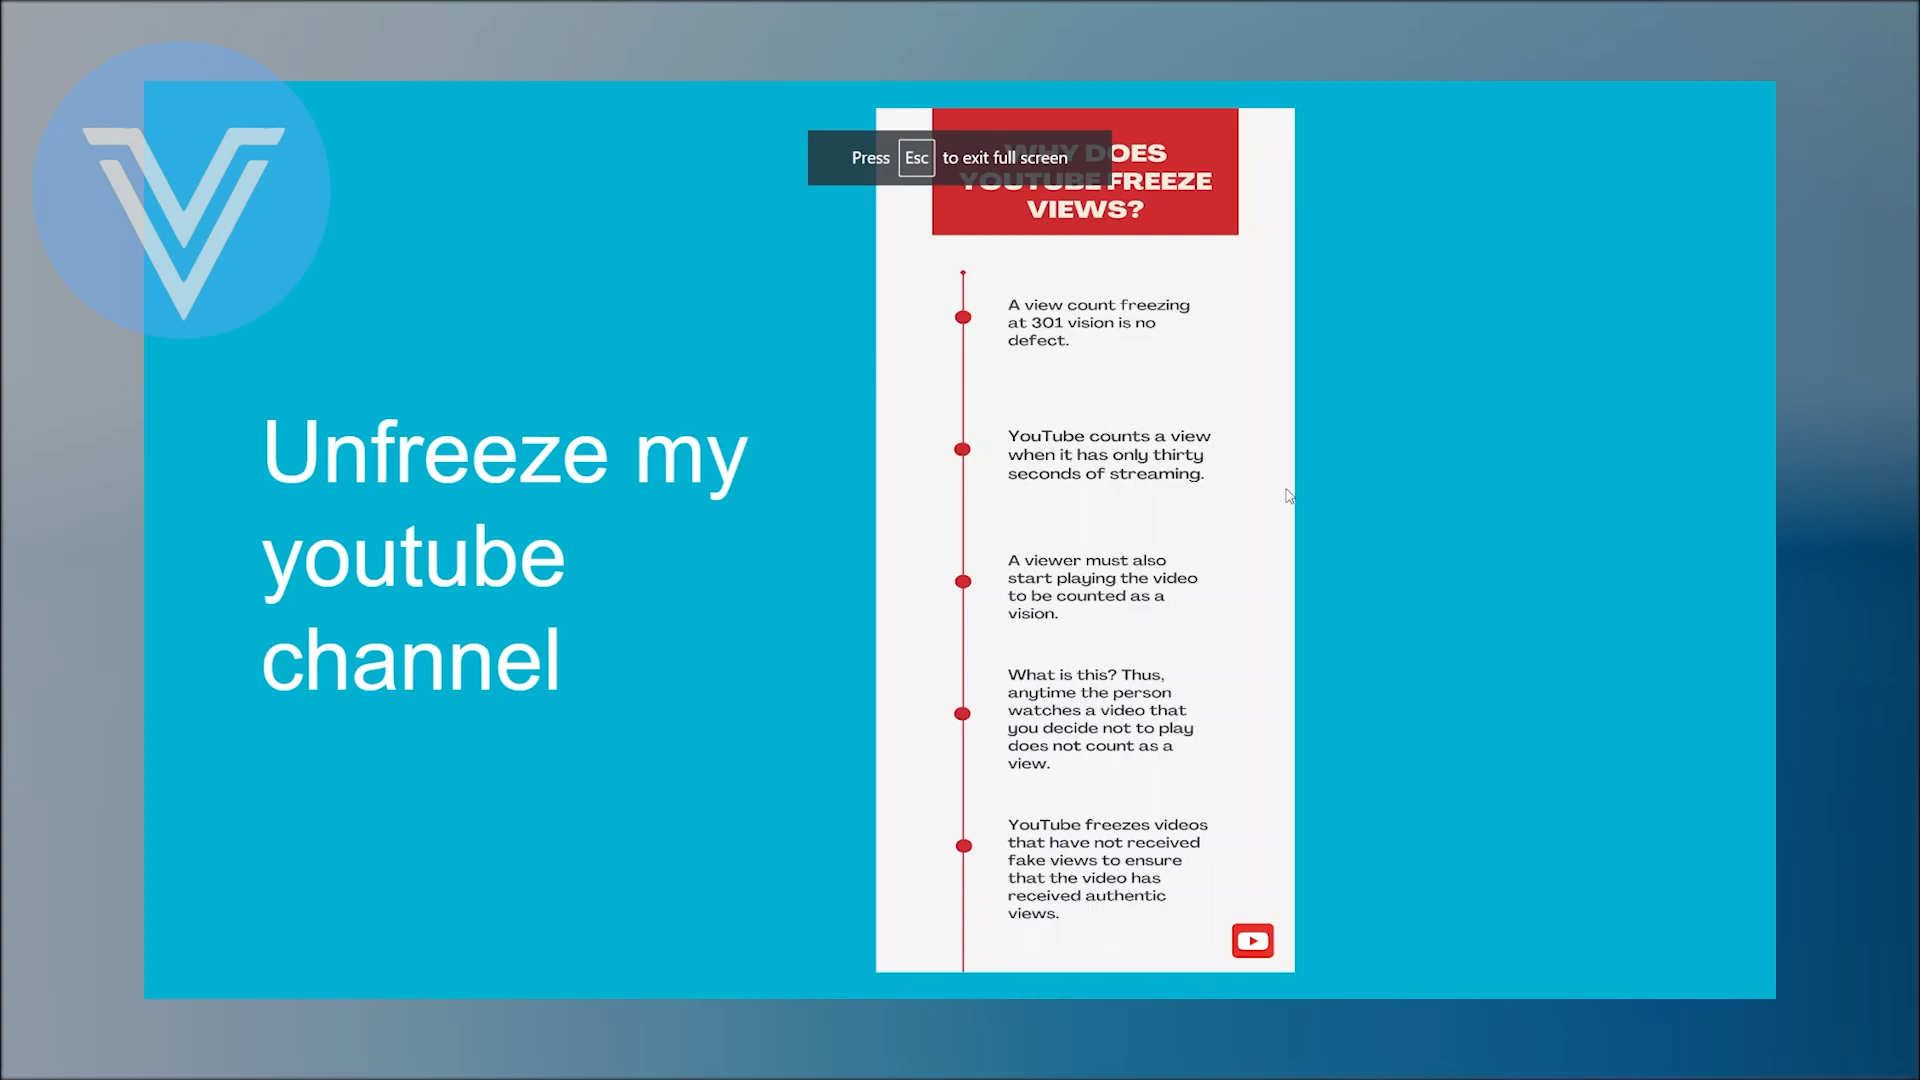 Unfreeze my
youtube
channel
Press Esc to exit full screen
WHY DOES
YOUTUBE FREEZE
VIEWS?
A view count freezing
at 301 vision is no
defect.
YouTube counts a view
when it has only thirty
seconds of streaming.
A viewer must also
start playing the video
to be counted as a
vision.
What is this? Thus,
anytime the person
watches a video that
you decide not to play
does not count as a
view.
YouTube freezes videos
that have not received
fake views to ensure
that the video has
received authentic
views.